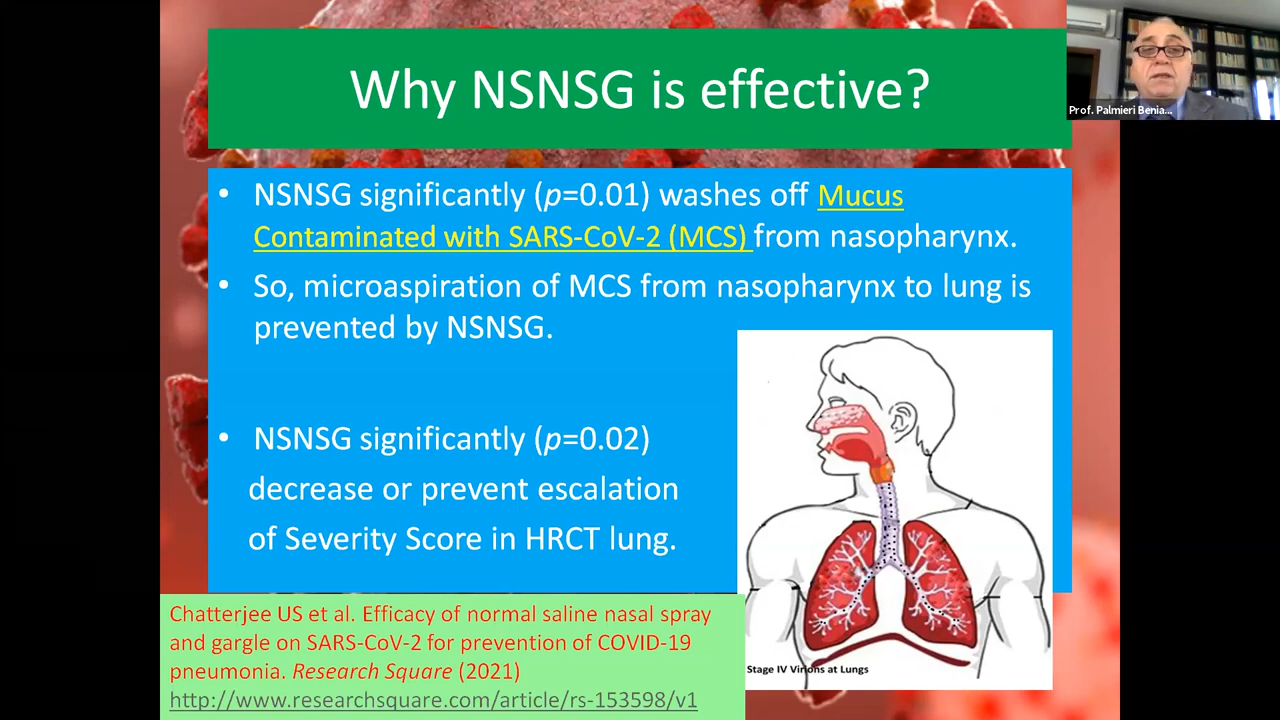 Why NSNSG is effective?
Prof. Palmieri Benia...
• NSNSG significantly (p=0.01) washes off Mucus
Contaminated with SARS-CoV-2 (MCS) from nasopharynx.
• So, microaspiration of MCS from nasopharynx to lung is
prevented by NSNSG.
• NSNSG significantly (p=0.02)
decrease or prevent escalation
of Severity Score in HRCT lung.
Chatterjee US et al. Efficacy of normal saline nasal spray
and gargle on SARS-CoV-2 for prevention of COVID-19
pneumonia. Research Square (2021)
http://www.researchsquare.com/article/rs-153598/v1
Stage IV Virions at Lungs